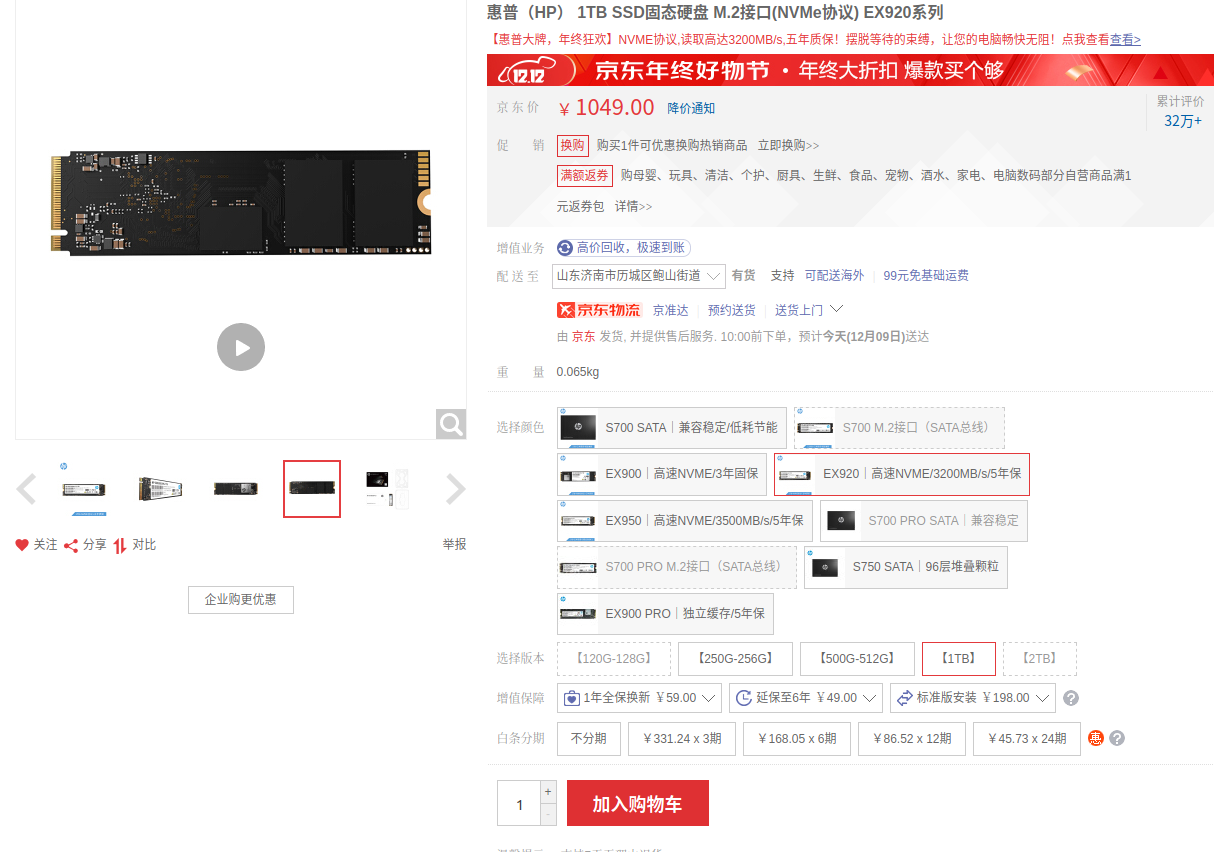 惠普（HP） 1TB SSD固态硬盘 M.2接口(NVMe协议) EX920系列
【惠普大牌，年终狂欢】NVME协议,读取高达3200MB/s,五年质保！摆脱等待的束缚，让您的电脑畅快无阻！点我查看查看>
12.12 京东年终好物节 · 年终大折扣 爆款买个够
京东价 ￥1049.00 降价通知
累计评价
32万+
促销 换购 购买1件可优惠换购热销商品 立即换购>>
满额返券 购母婴、玩具、清洁、个护、厨具、生鲜、食品、宠物、酒水、家电、电脑数码部分自营商品满1
元返券包 详情>>
增值业务 高价回收，极速到账
配送至 山东济南市历城区鲍山街道 有货 支持 可配送海外 99元免基础运费
京东物流 京准达 预约送货 送货上门
由 京东 发货, 并提供售后服务. 10:00前下单，预计今天(12月09日)送达
重量 0.065kg
选择颜色 S700 SATA｜兼容稳定/低耗节能 S700 M.2接口（SATA总线）
EX900｜高速NVME/3年固保 EX920｜高速NVME/3200MB/s/5年保
EX950｜高速NVME/3500MB/s/5年保 S700 PRO SATA｜兼容稳定
S700 PRO M.2接口（SATA总线） S750 SATA｜96层堆叠颗粒
EX900 PRO｜独立缓存/5年保
选择版本 【120G-128G】 【250G-256G】 【500G-512G】 【1TB】 【2TB】
增值保障 1年全保换新 ￥59.00 延保至6年 ￥49.00 标准版安装 ￥198.00 ?
白条分期 不分期 ￥331.24 x 3期 ￥168.05 x 6期 ￥86.52 x 12期 ￥45.73 x 24期 惠 ?
1 + - 加入购物车
关注 分享 对比 举报
企业购更优惠